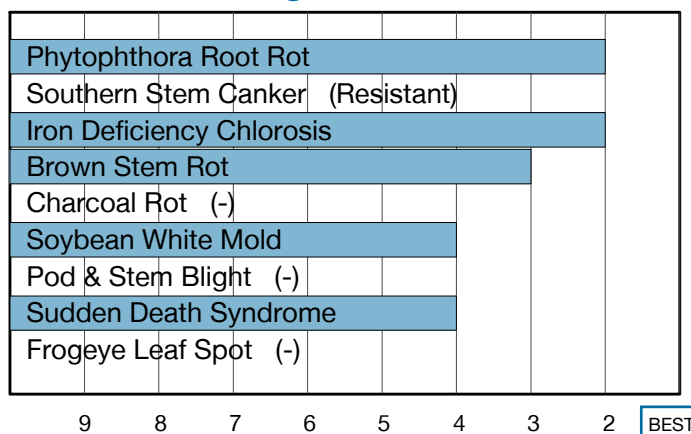 Phytophthora Root Rot
Southern Stem Canker (Resistant)
Iron Deficiency Chlorosis
Brown Stem Rot
Charcoal Rot (-)
Soybean White Mold
Pod & Stem Blight (-)
Sudden Death Syndrome
Frogeye Leaf Spot (-)
9 8 7 6 5 4 3 2 BEST